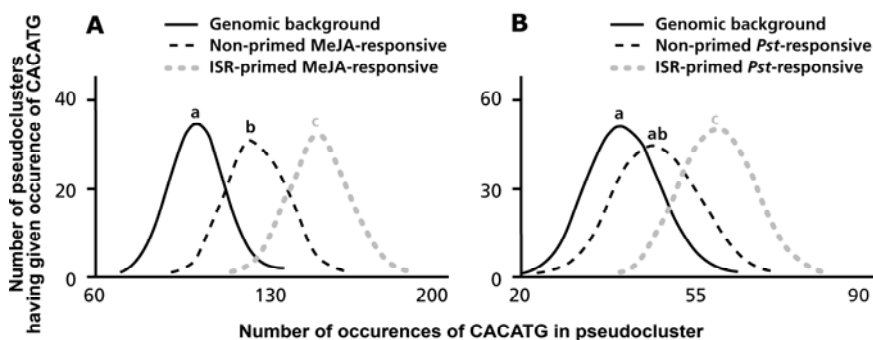 A
Genomic background
Non-primed MeJA-responsive
ISR-primed MeJA-responsive
B
Genomic background
Non-primed Pst-responsive
ISR-primed Pst-responsive
Number of pseudoclusters
having given occurence of CACATG
40
20
0
a
b
c
60
130
200
60
30
0
a
ab
c
20
55
90
Number of occurences of CACATG in pseudocluster